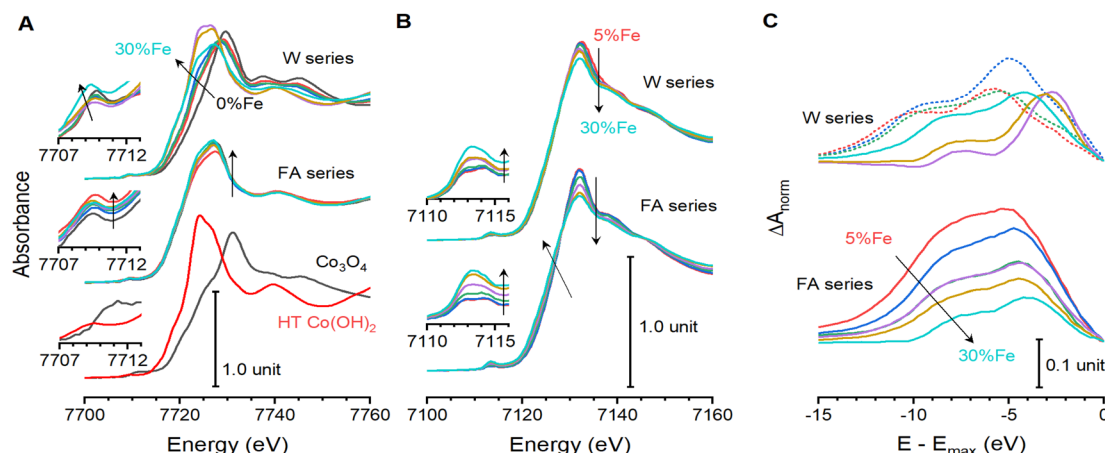 A
B
C
30%Fe
W series
0%Fe
7707
7712
FA series
7707
7712
Co₃O₄
HT Co(OH)₂
7707
7712
1.0 unit
Absorbance
7700
7720
7740
7760
Energy (eV)
5%Fe
W series
30%Fe
7110
7115
FA series
7110
7115
1.0 unit
7100
7120
7140
7160
Energy (eV)
W series
FA series
5%Fe
30%Fe
0.1 unit
ΔAnorm
-15
-10
-5
0
E - Emax (eV)